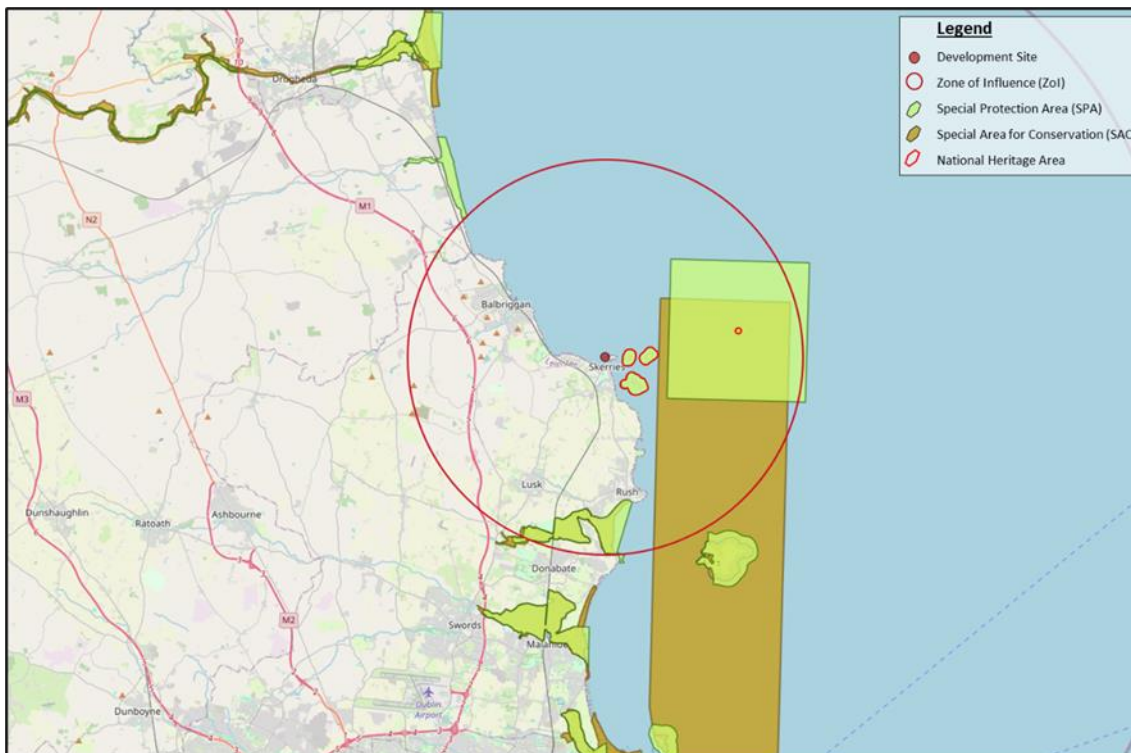 Legend
Development Site
Zone of Influence (ZoI)
Special Protection Area (SPA)
Special Area for Conservation (SAC
National Heritage Area
Drogheda
M1
N2
Balbriggan
Skerries
M3
Lusk
Rush
Dunshaughlin
Ratoath
Ashbourne
Donabate
M2
Swords
Malahide
Dublin
Airport
Dunboyne